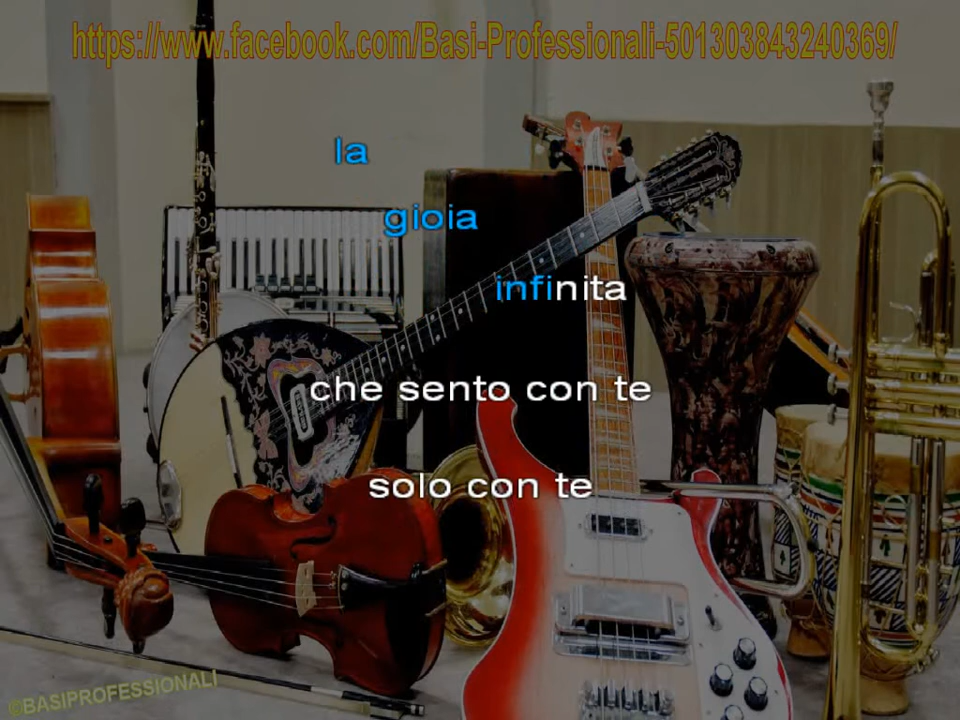 https://www.facebook.com/Basi-Professionali-501303843240369/
la
gioia
infinita
che sento con te
solo con te
©BASIPROFESSIONALI